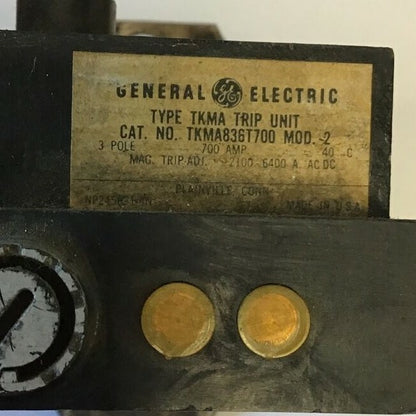 GENERAL GE ELECTRIC
TYPE TKMA TRIP UNIT
CAT. NO. TKMA836T700 MOD. 2
3 POLE 700 AMP. 40 C
MAG. TRIP ADJ. 2100-6400 A. AC DC
PLAINVILLE, CONN.
MADE IN U.S.A.